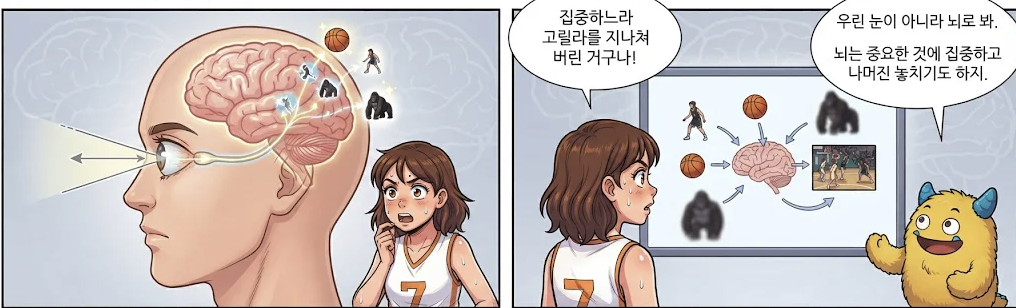 집중하느라
고릴라를 지나쳐
버린 거구나!
우린 눈이 아니라 뇌로 봐.
뇌는 중요한 것에 집중하고
나머진 놓치기도 하지.
7
7